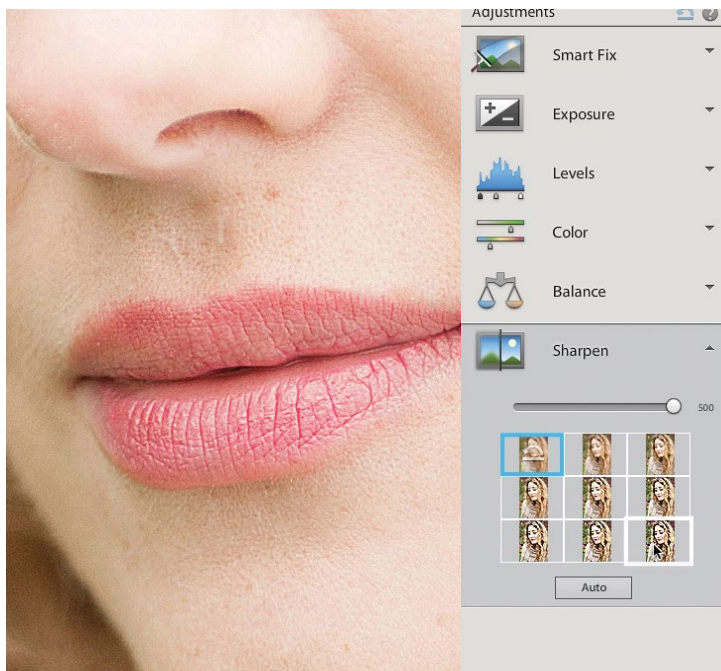 Adjustments
Smart Fix
Exposure
Levels
Color
Balance
Sharpen
500
Auto